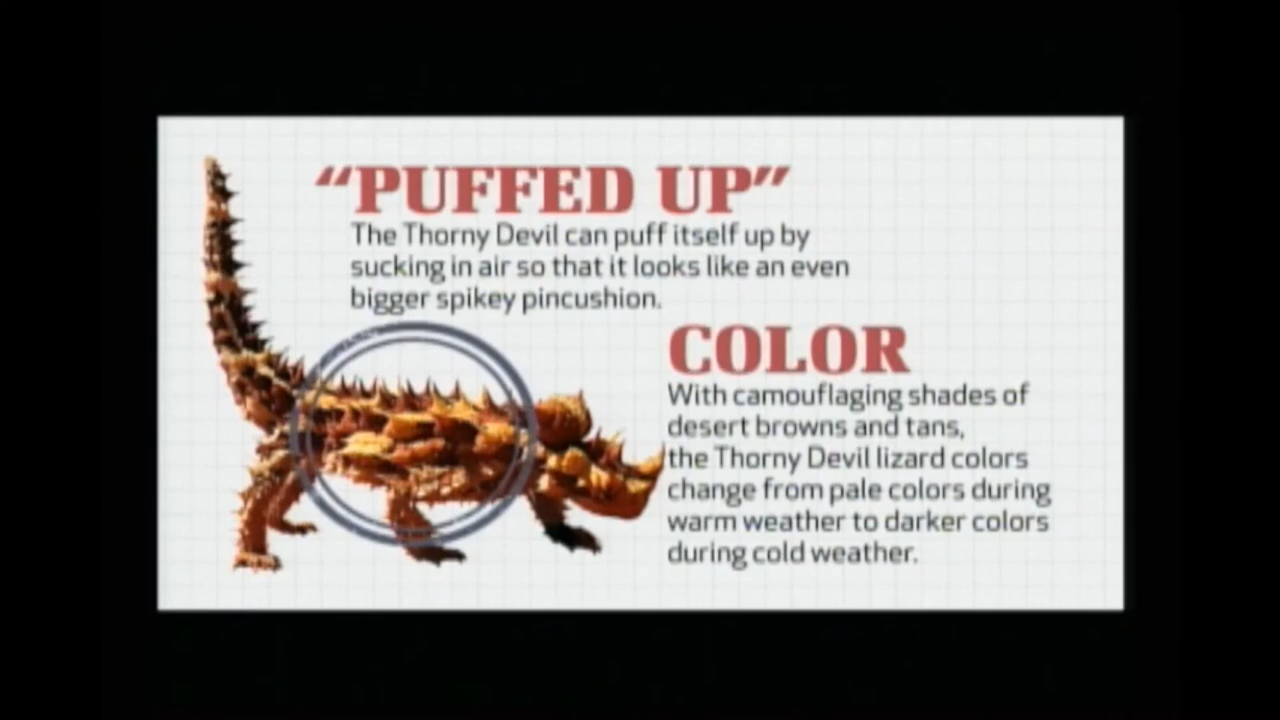 “PUFFED UP”
The Thorny Devil can puff itself up by
sucking in air so that it looks like an even
bigger spikey pincushion.
COLOR
With camouflaging shades of
desert browns and tans,
the Thorny Devil lizard colors
change from pale colors during
warm weather to darker colors
during cold weather.